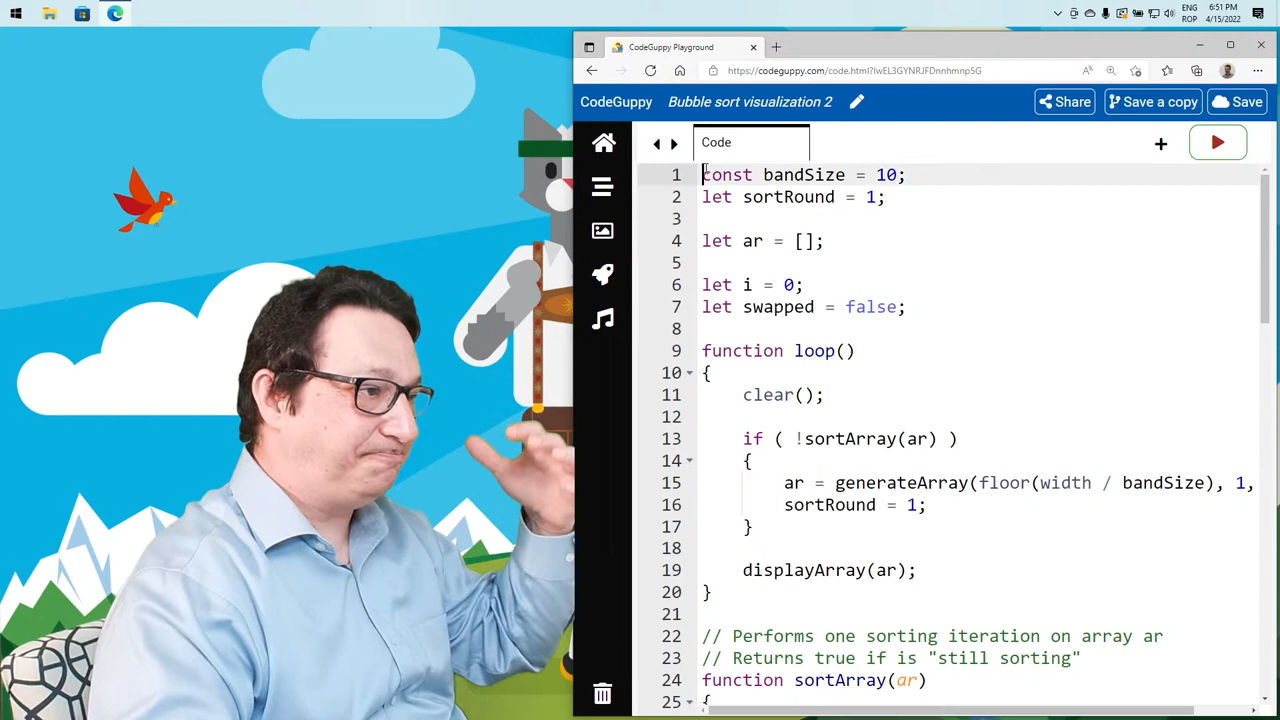 ENG
ROP
6:51 PM
4/15/2022
CodeGuppy Playground
https://codeguppy.com/code.html?lwEL3GYNRJFDnnhmnp5G
CodeGuppy
Bubble sort visualization 2
Share
Save a copy
Save
Code
1 const bandSize = 10;
2 let sortRound = 1;
3
4 let ar = [];
5
6 let i = 0;
7 let swapped = false;
8
9 function loop()
10 {
11 clear();
12
13 if ( !sortArray(ar) )
14 {
15 ar = generateArray(floor(width / bandSize), 1,
16 sortRound = 1;
17 }
18
19 displayArray(ar);
20 }
21
22 // Performs one sorting iteration on array ar
23 // Returns true if is "still sorting"
24 function sortArray(ar)
25 {